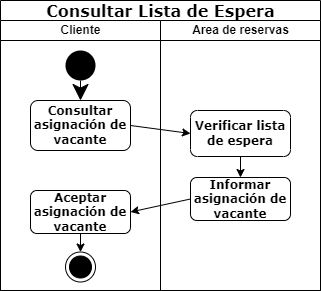 Consultar Lista de Espera
Cliente
Area de reservas
Consultar
asignación de
vacante
Verificar lista
de espera
Informar
asignación de
vacante
Aceptar
asignación de
vacante